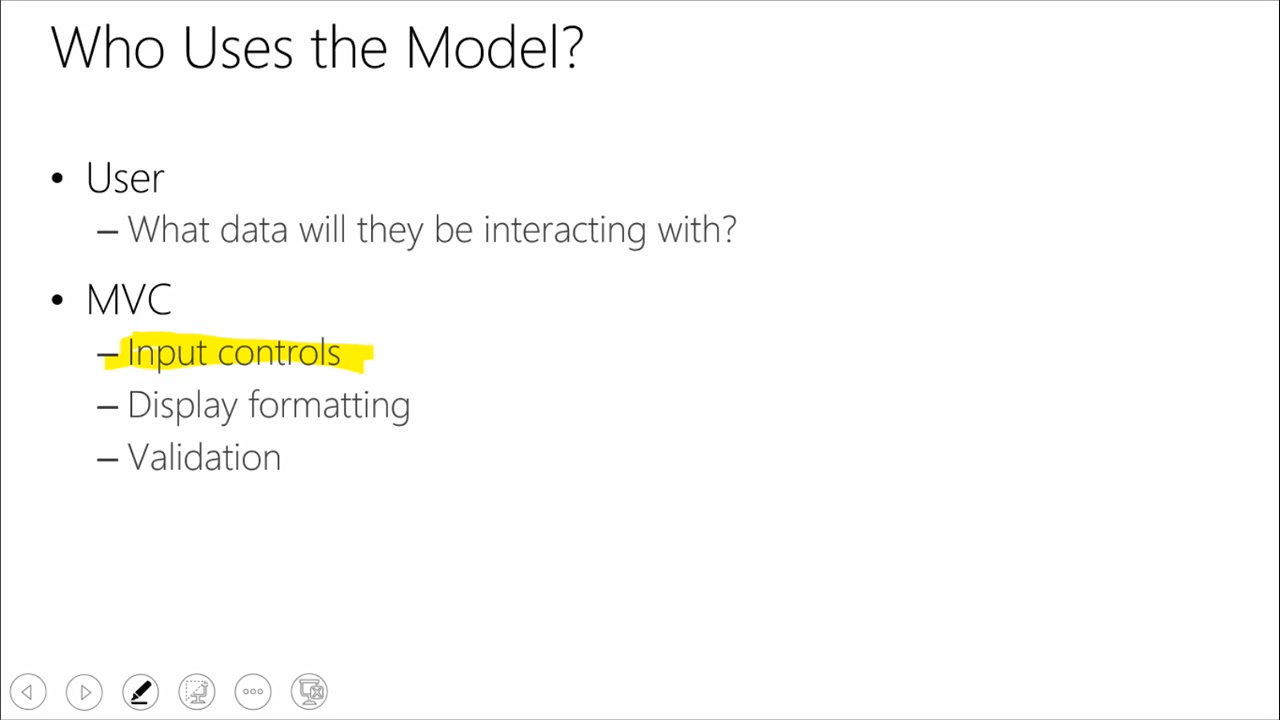 Who Uses the Model?
• User
– What data will they be interacting with?
• MVC
– Input controls
– Display formatting
– Validation